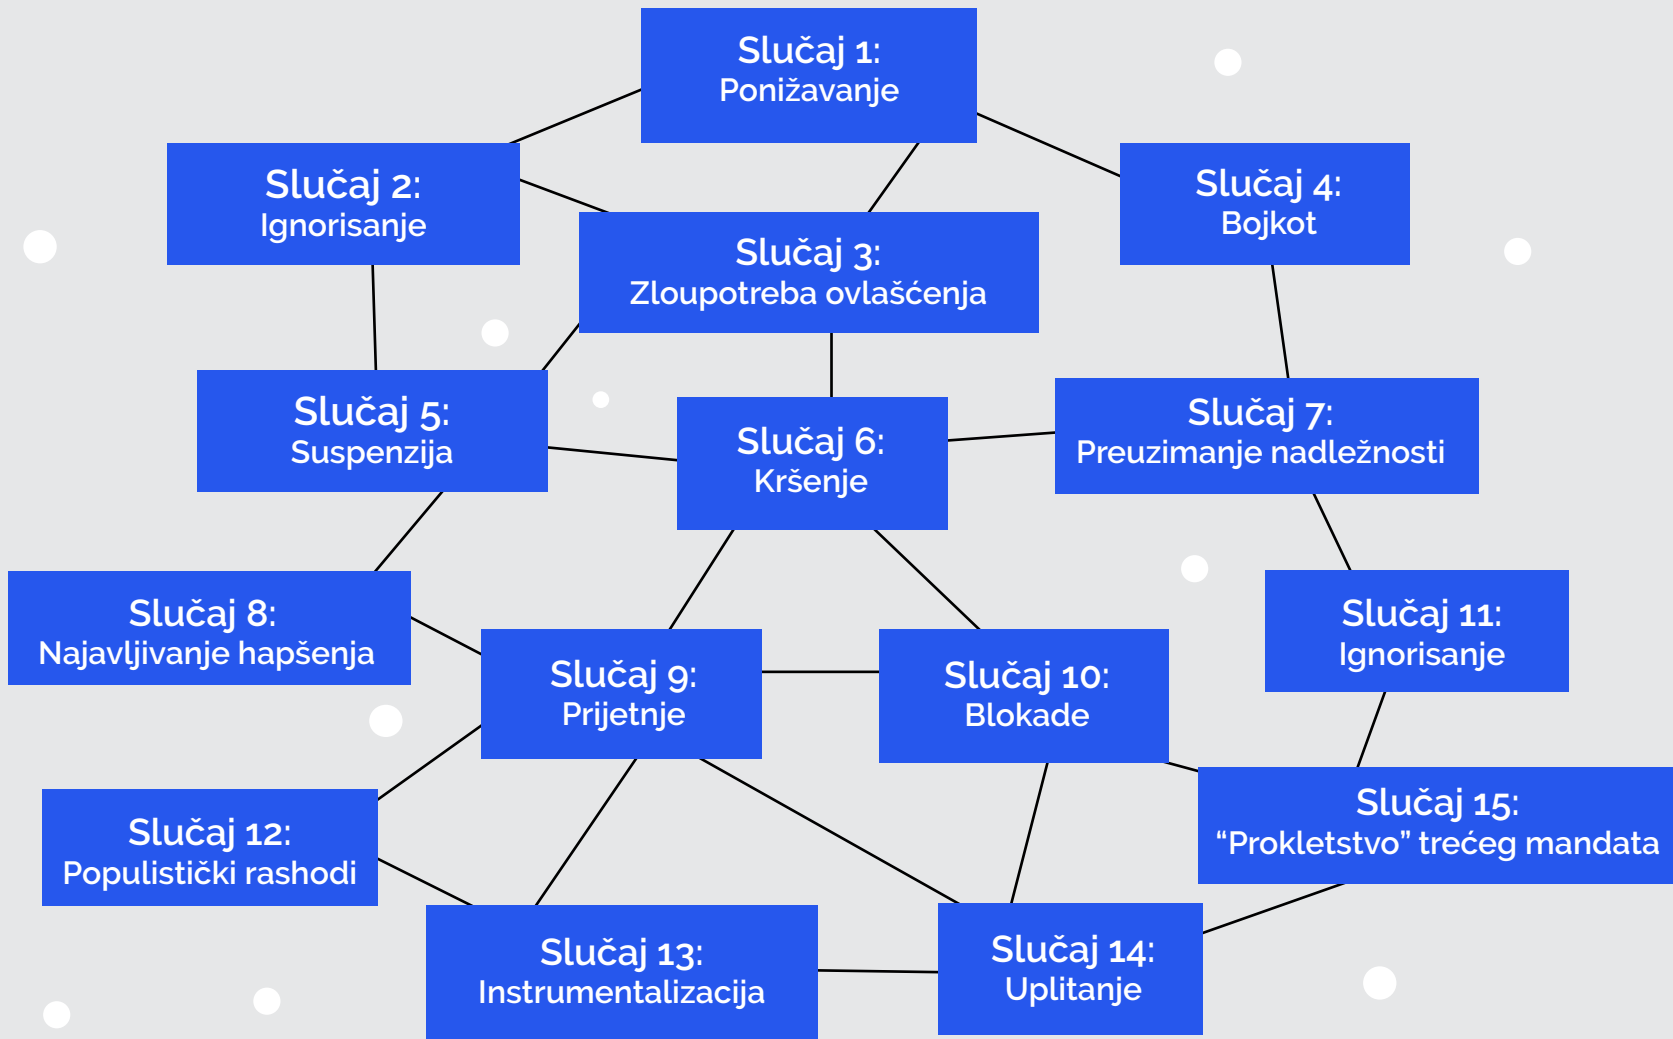 Slučaj 1:
Ponižavanje
Slučaj 2:
Ignorisanje
Slučaj 3:
Zloupotreba ovlašćenja
Slučaj 4:
Bojkot
Slučaj 5:
Suspenzija
Slučaj 6:
Kršenje
Slučaj 7:
Preuzimanje nadležnosti
Slučaj 8:
Najavljivanje hapšenja
Slučaj 9:
Prijetnje
Slučaj 10:
Blokade
Slučaj 11:
Ignorisanje
Slučaj 12:
Populistički rashodi
Slučaj 13:
Instrumentalizacija
Slučaj 14:
Uplitanje
Slučaj 15:
“Prokletstvo” trećeg mandata